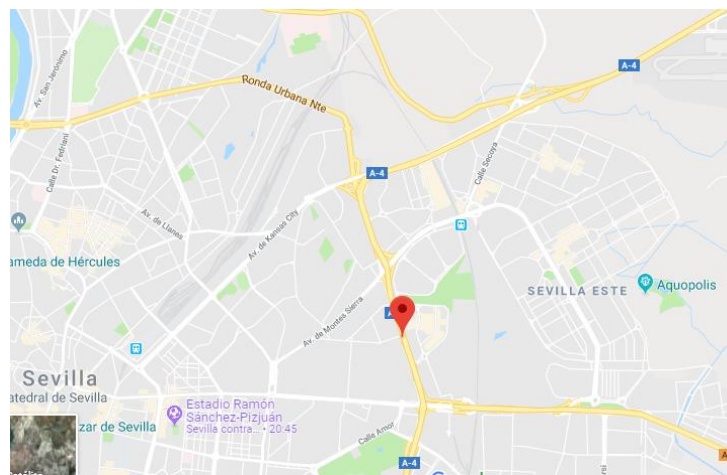 Av. San Jerónimo
Ronda Urbana Nte
A-4
Calle Dr. Fedriani
A-4
Calle Secoya
Av. de Llanes
Av. de Kansas City
ameda de Hércules
SEVILLA ESTE
Aquopolis
Av. de Montes Sierra
A
Sevilla
atedral de Sevilla
Estadio Ramón
Sánchez-Pizjuán
Sevilla contra... • 20:45
zar de Sevilla
Calle Amor
A-4